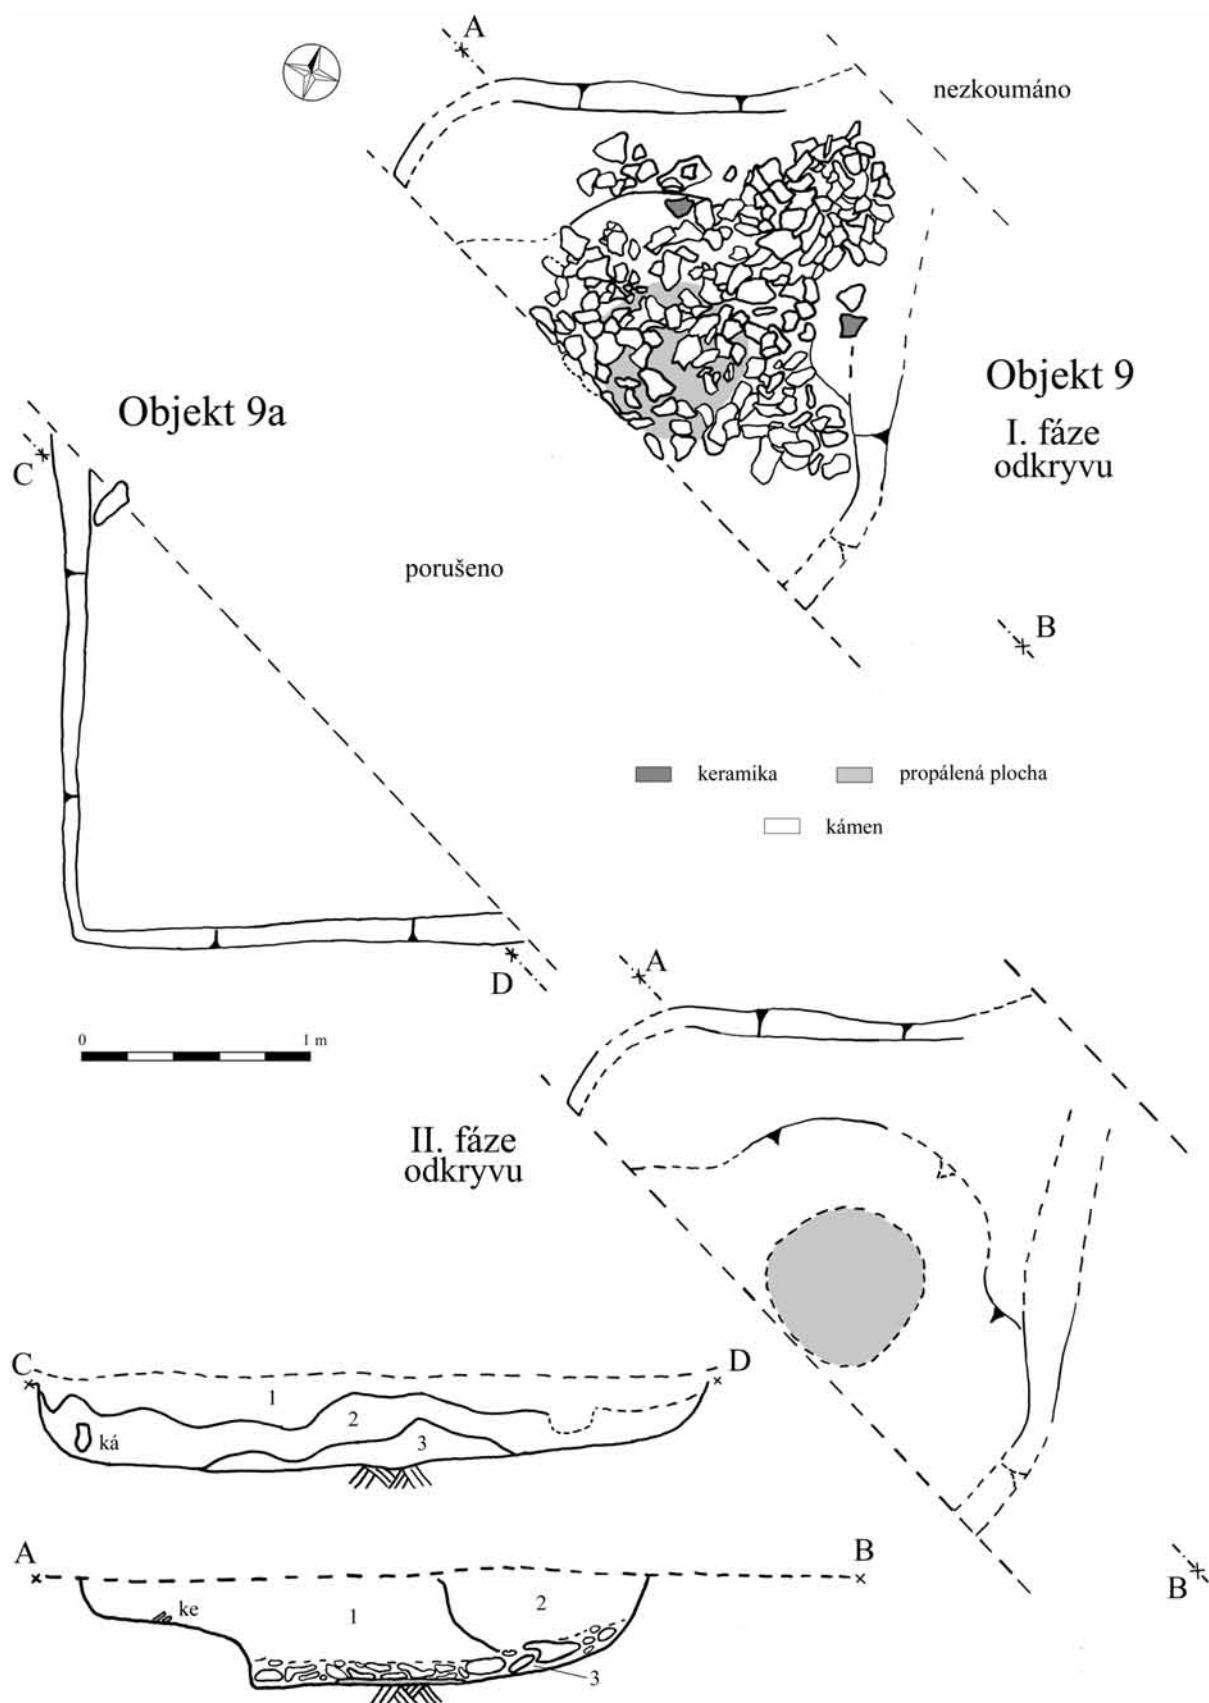 A
nezkoumáno
Objekt 9
I. fáze
odkryvu
Objekt 9a
C
porušeno
B
keramika
propálená plocha
kámen
D
A
0
1 m
II. fáze
odkryvu
C
D
1
2
ká
3
A
B
B
ke
1
2
3